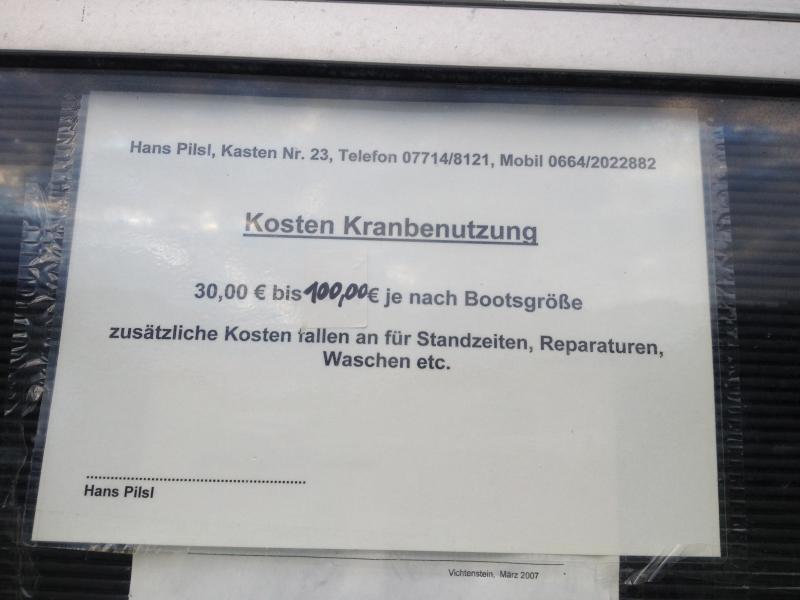 Hans Pilsl, Kasten Nr. 23, Telefon 07714/8121, Mobil 0664/2022882
Kosten Kranbenutzung
30,00 € bis 100,00 € je nach Bootsgröße
zusätzliche Kosten fallen an für Standzeiten, Reparaturen,
Waschen etc.
Hans Pilsl
Vichtenstein, März 2007